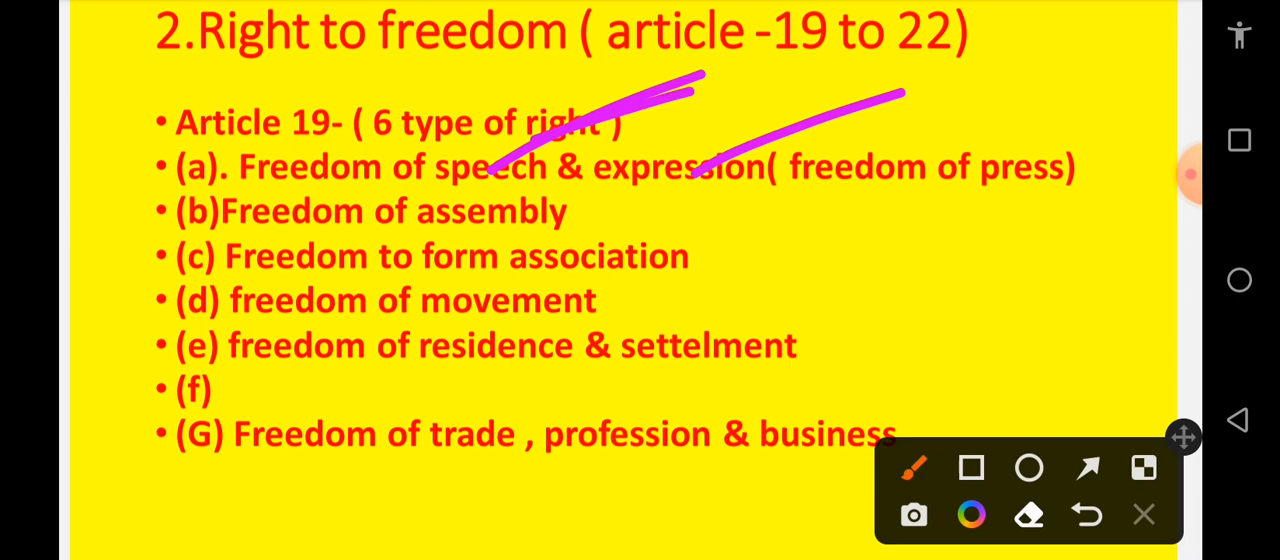 2.Right to freedom ( article -19 to 22)
• Article 19- ( 6 type of right )
• (a). Freedom of speech & expression( freedom of press)
• (b)Freedom of assembly
• (c) Freedom to form association
• (d) freedom of movement
• (e) freedom of residence & settelment
• (f)
• (G) Freedom of trade , profession & business